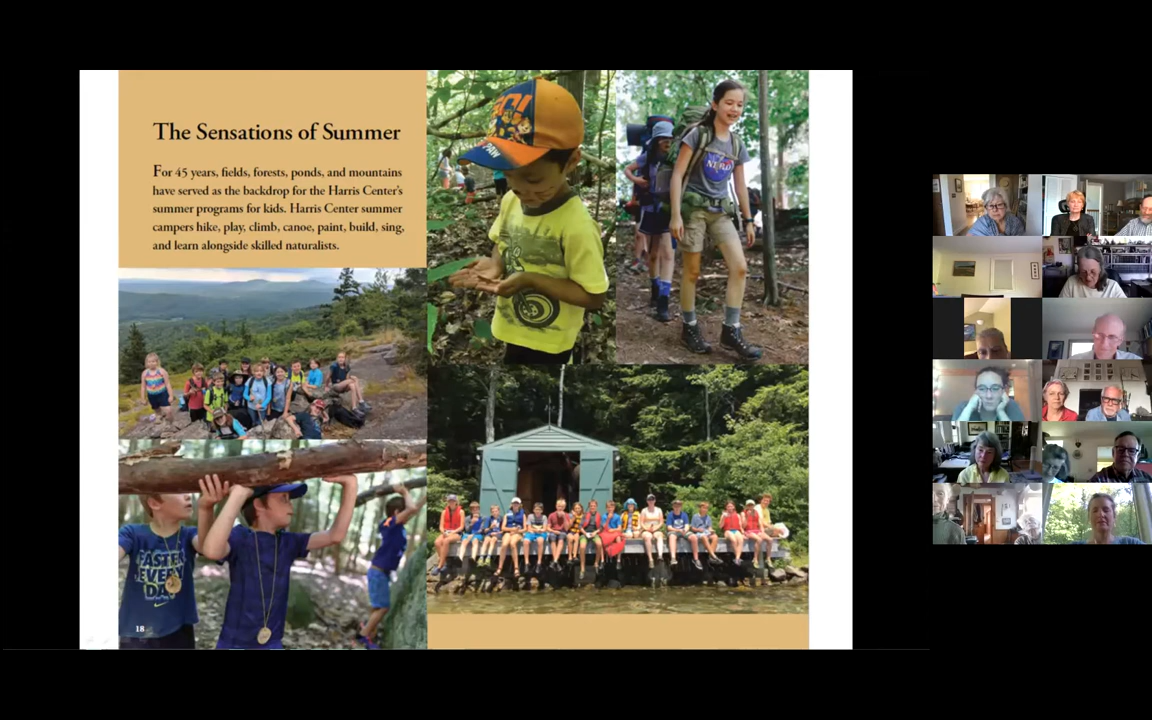 The Sensations of Summer
For 45 years, fields, forests, ponds, and mountains
have served as the backdrop for the Harris Center's
summer programs for kids. Harris Center summer
campers hike, play, climb, canoe, paint, build, sing,
and learn alongside skilled naturalists.
PAW
FASTER
EVERY
DAY
18